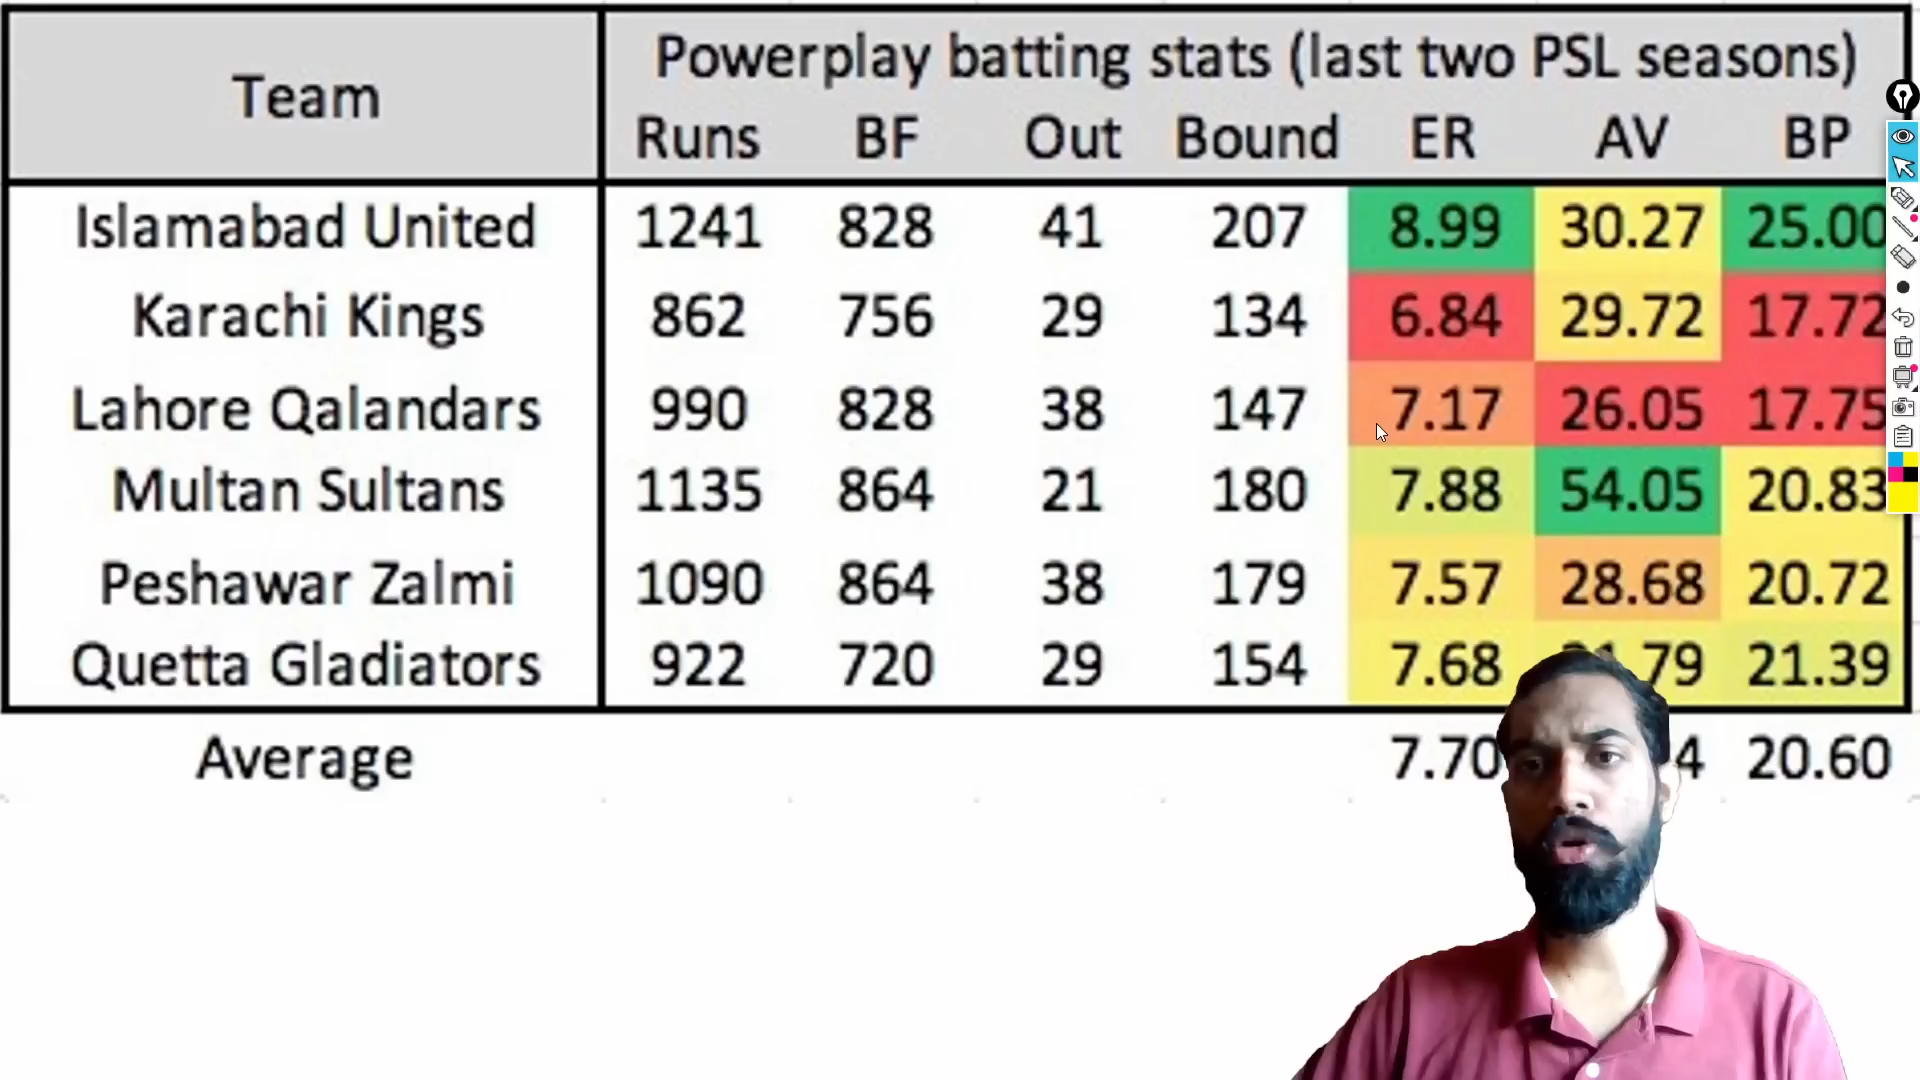 Team
Powerplay batting stats (last two PSL seasons)
Runs BF Out Bound ER AV BP
Islamabad United 1241 828 41 207 8.99 30.27 25.00
Karachi Kings 862 756 29 134 6.84 29.72 17.72
Lahore Qalandars 990 828 38 147 7.17 26.05 17.75
Multan Sultans 1135 864 21 180 7.88 54.05 20.83
Peshawar Zalmi 1090 864 38 179 7.57 28.68 20.72
Quetta Gladiators 922 720 29 154 7.68 21.39
Average 7.70 20.60